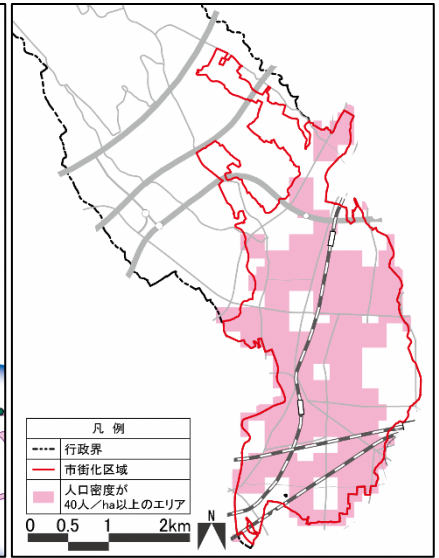 凡 例
行政界
市街化区域
人口密度が
40人/ha以上のエリア
0 0.5 1 2km
N